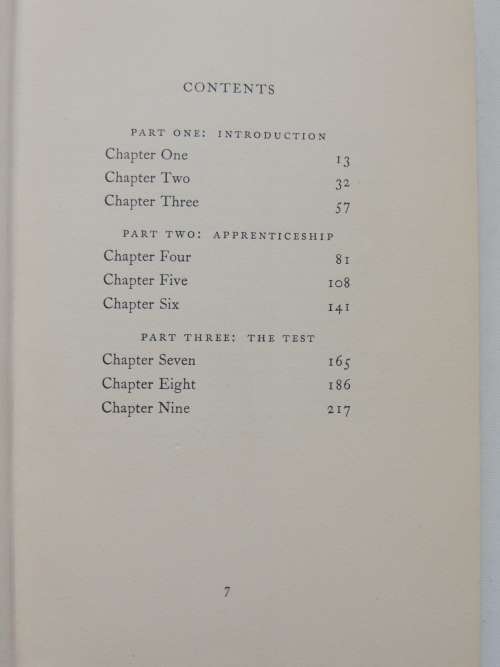 CONTENTS
PART ONE: INTRODUCTION
Chapter One 13
Chapter Two 32
Chapter Three 57
PART TWO: APPRENTICESHIP
Chapter Four 81
Chapter Five 108
Chapter Six 141
PART THREE: THE TEST
Chapter Seven 165
Chapter Eight 186
Chapter Nine 217
7